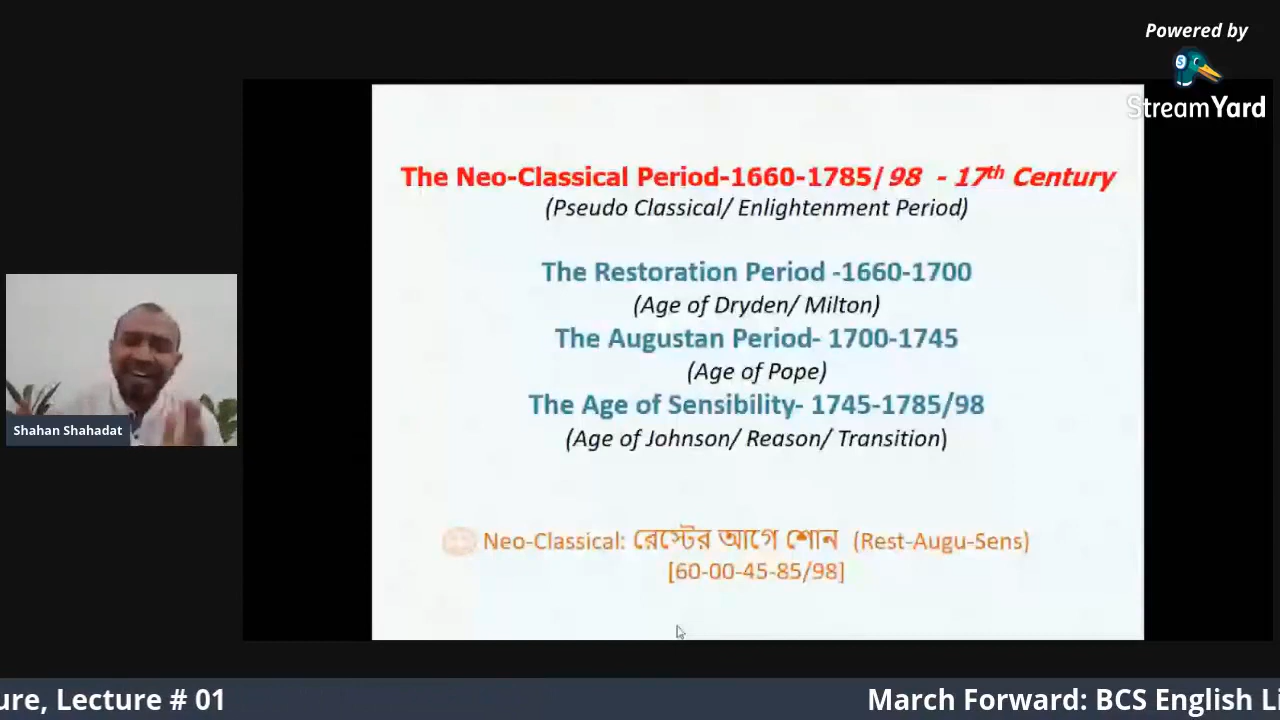 Powered by
StreamYard
The Neo-Classical Period-1660-1785/98 - 17th Century
(Pseudo Classical/ Enlightenment Period)
The Restoration Period -1660-1700
(Age of Dryden/ Milton)
The Augustan Period- 1700-1745
(Age of Pope)
The Age of Sensibility- 1745-1785/98
(Age of Johnson/ Reason/ Transition)
Shahan Shahadat
Neo-Classical: রেস্টের আগে শোন (Rest-Augu-Sens)
[60-00-45-85/98]
ure, Lecture # 01
March Forward: BCS English Li